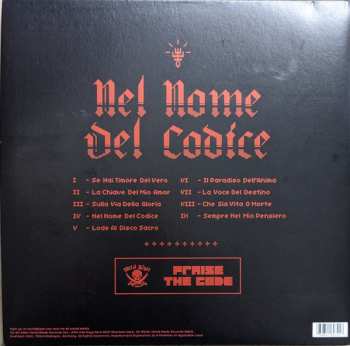 Nel Nome
Del Codice
I - Se Hai Timore Del Vero
II - La Chiave Del Mio Amor
III - Sulla Via Della Gloria
IV - Nel Nome Del Codice
V - Lode Al Disco Sacro
VI - Il Paradiso Dell'Animo
VII - La Voce Del Destino
VIII - Che Sia Vita O Morte
IX - Sempre Nel Mio Pensiero
PRAISE
THE CODE